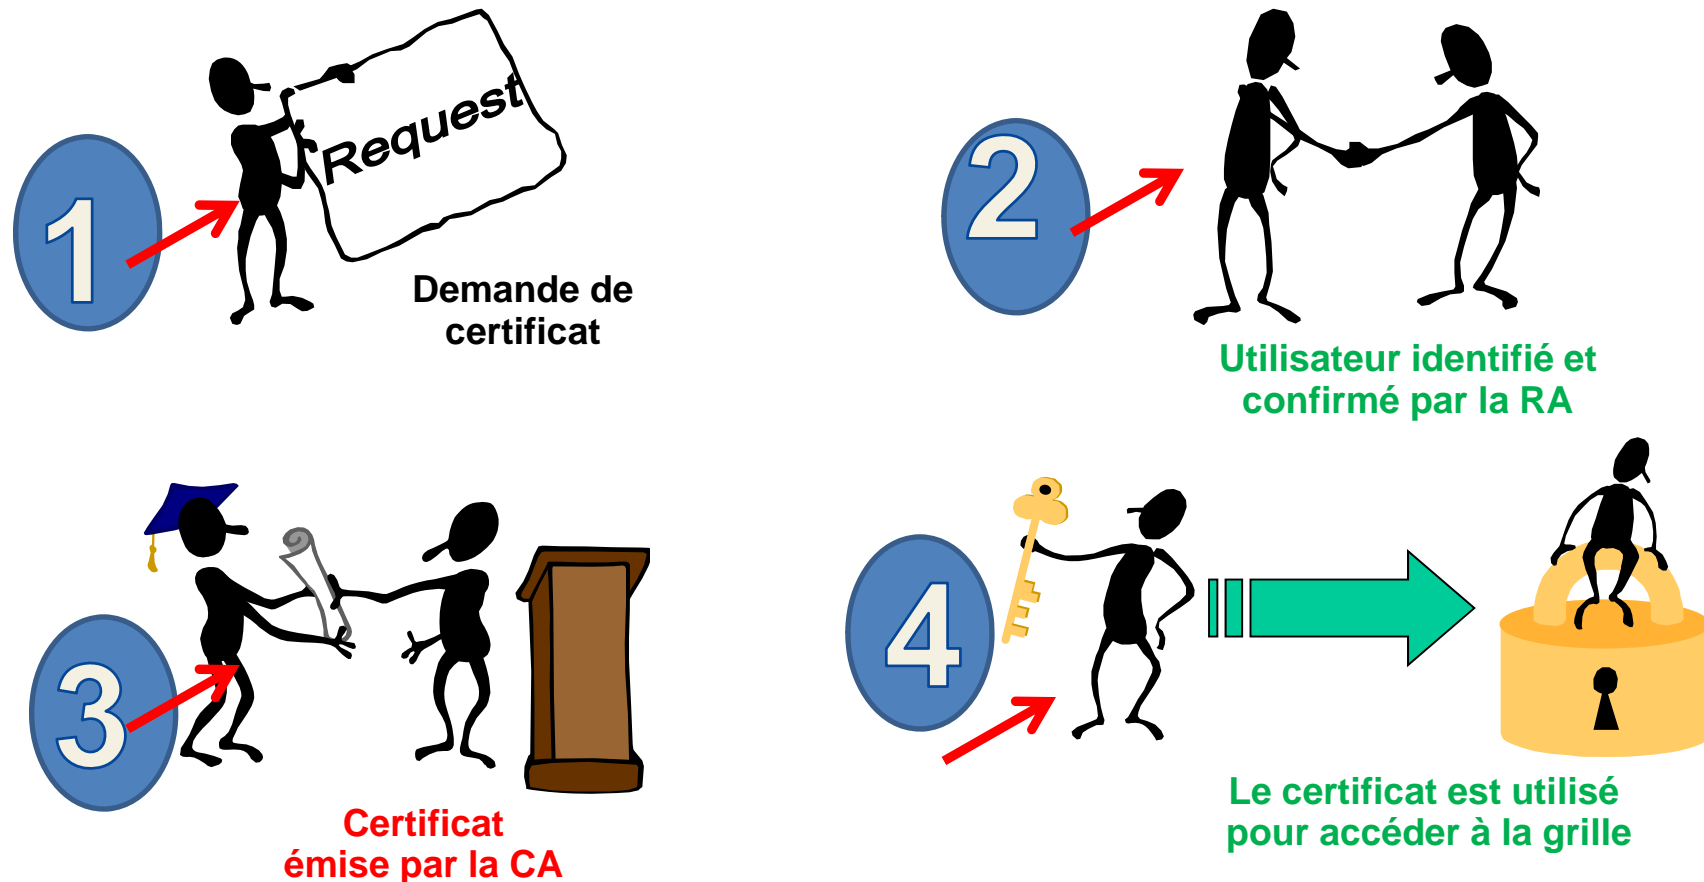 1
Request
Demande de
certificat
2
Utilisateur identifié et
confirmé par la RA
3
Certificat
émise par la CA
4
Le certificat est utilisé
pour accéder à la grille